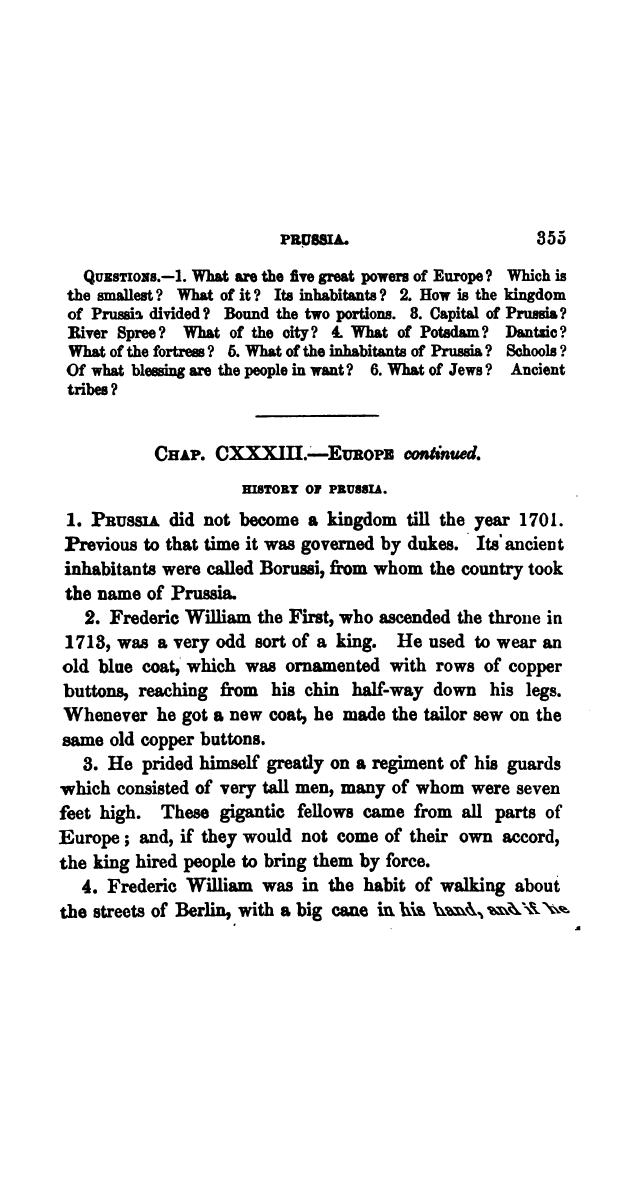 PRUSSIA. 355
QUESTIONS.—1. What are the five great powers of Europe? Which is
the smallest? What of it? Its inhabitants? 2. How is the kingdom
of Prussia divided? Bound the two portions. 3. Capital of Prussia?
River Spree? What of the city? 4. What of Potsdam? Dantzic?
What of the fortress? 5. What of the inhabitants of Prussia? Schools?
Of what blessing are the people in want? 6. What of Jews? Ancient
tribes?
CHAP. CXXXIII.—EUROPE continued.
HISTORY OF PRUSSIA.
1. PRUSSIA did not become a kingdom till the year 1701.
Previous to that time it was governed by dukes. Its ancient
inhabitants were called Borussi, from whom the country took
the name of Prussia.
2. Frederic William the First, who ascended the throne in
1713, was a very odd sort of a king. He used to wear an
old blue coat, which was ornamented with rows of copper
buttons, reaching from his chin half-way down his legs.
Whenever he got a new coat, he made the tailor sew on the
same old copper buttons.
3. He prided himself greatly on a regiment of his guards
which consisted of very tall men, many of whom were seven
feet high. These gigantic fellows came from all parts of
Europe; and, if they would not come of their own accord,
the king hired people to bring them by force.
4. Frederic William was in the habit of walking about
the streets of Berlin, with a big cane in his hand, and if he